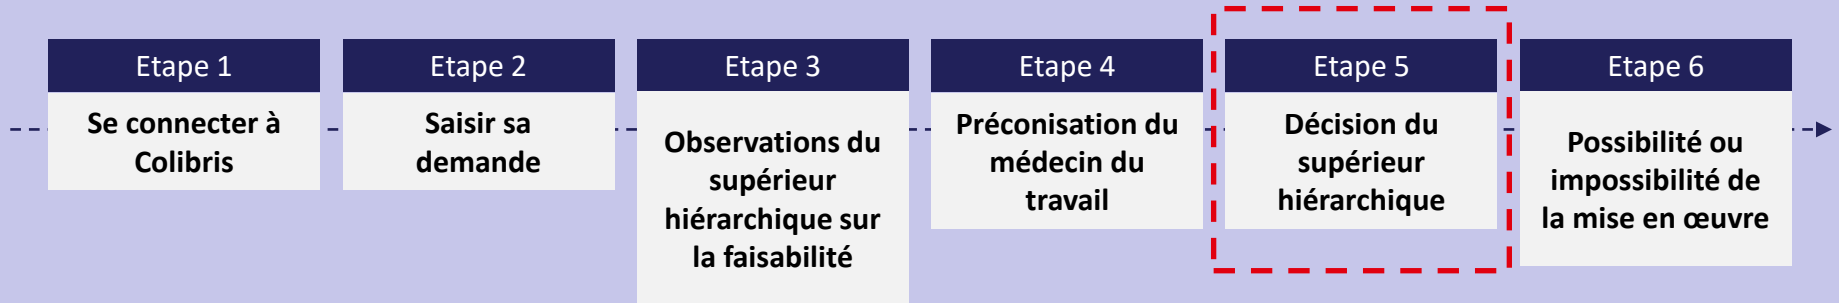 Etape 1
Se connecter à
Colibris
Etape 2
Saisir sa
demande
Etape 3
Observations du
supérieur
hiérarchique sur
la faisabilité
Etape 4
Préconisation du
médecin du
travail
Etape 5
Décision du
supérieur
hiérarchique
Etape 6
Possibilité ou
impossibilité de
la mise en œuvre